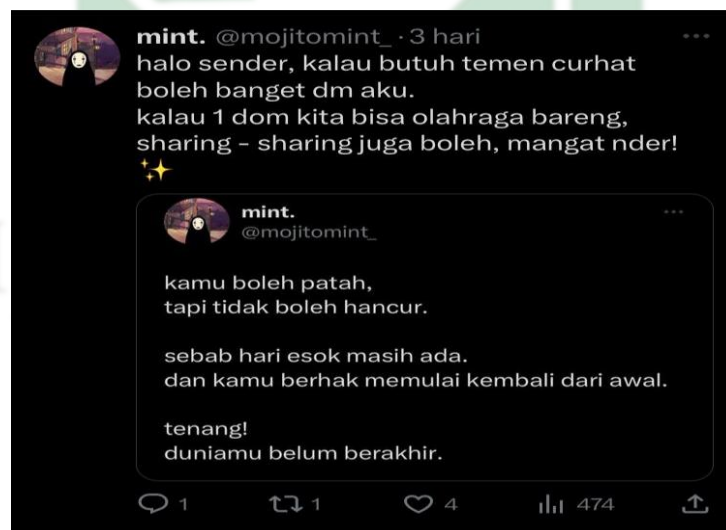 mint. @mojitomint_ · 3 hari
halo sender, kalau butuh temen curhat
boleh banget dm aku.
kalau 1 dom kita bisa olahraga bareng,
sharing - sharing juga boleh, mangat nder!
✨
mint.
@mojitomint_
kamu boleh patah,
tapi tidak boleh hancur.
sebab hari esok masih ada.
dan kamu berhak memulai kembali dari awal.
tenang!
duniamu belum berakhir.
1 1 4 474